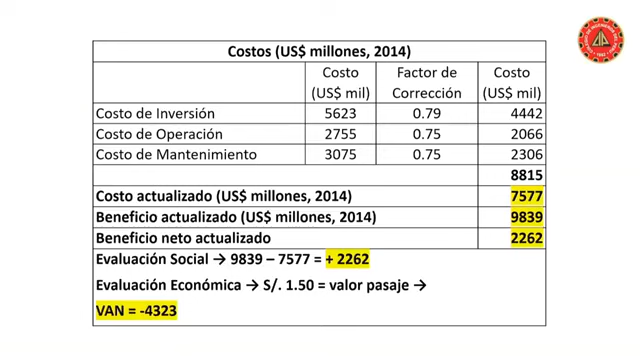 Costos (US$ millones, 2014)
Costo Factor de Costo
(US$ mil) Corrección (US$ mil)
Costo de Inversión 5623 0.79 4442
Costo de Operación 2755 0.75 2066
Costo de Mantenimiento 3075 0.75 2306
8815
Costo actualizado (US$ millones, 2014) 7577
Beneficio actualizado (US$ millones, 2014) 9839
Beneficio neto actualizado 2262
Evaluación Social → 9839 – 7577 = + 2262
Evaluación Económica → S/. 1.50 = valor pasaje →
VAN = -4323